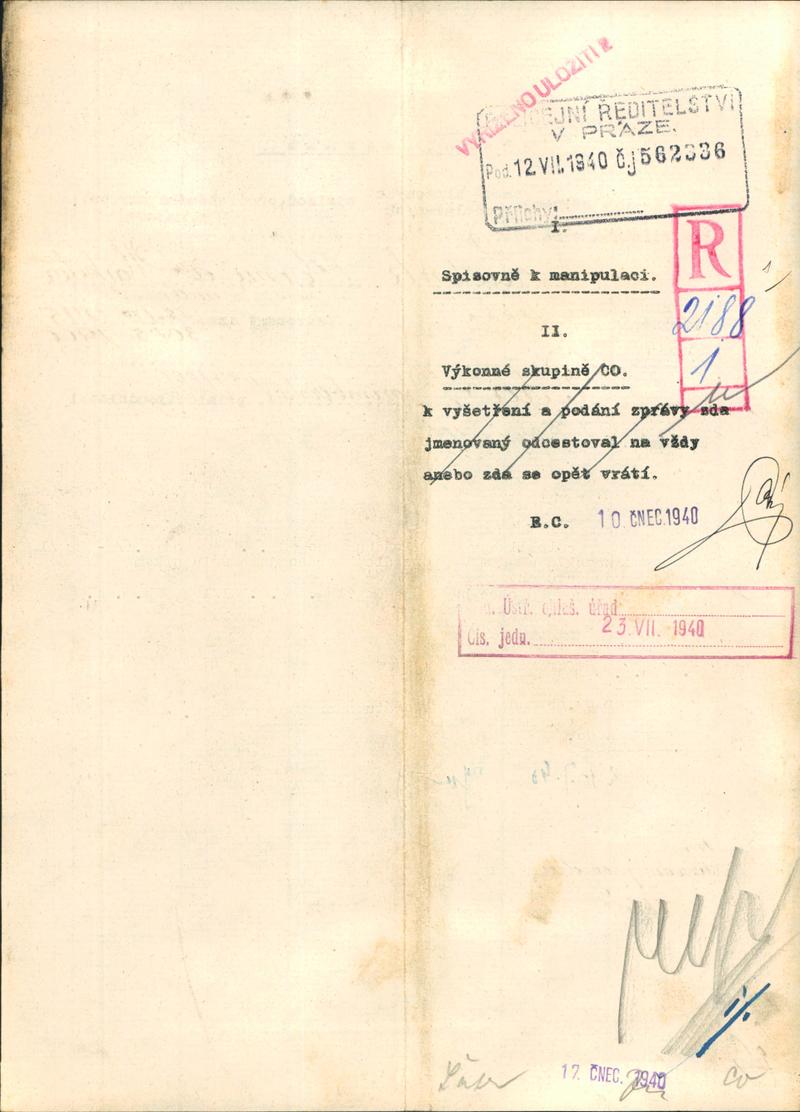 VYŘÍZENO ULOŽITI R
POLICEJNÍ ŘEDITELSTVÍ
V PRAZE.
Pod. 12.VII.1940 č.j 562336
Přílohy:
I.
Spisovně k manipulaci.
R
2188
1
II.
Výkonné skupině CO.
k vyšetření a podání zprávy zda
jmenovaný odcestoval na vždy
anebo zda se opět vrátí.
E.C. 10. ČNEC.1940
Ústř. ohlaš. úřad
23.VII. 1940
Čís. jedn.
17. ČNEC. 1940
CO